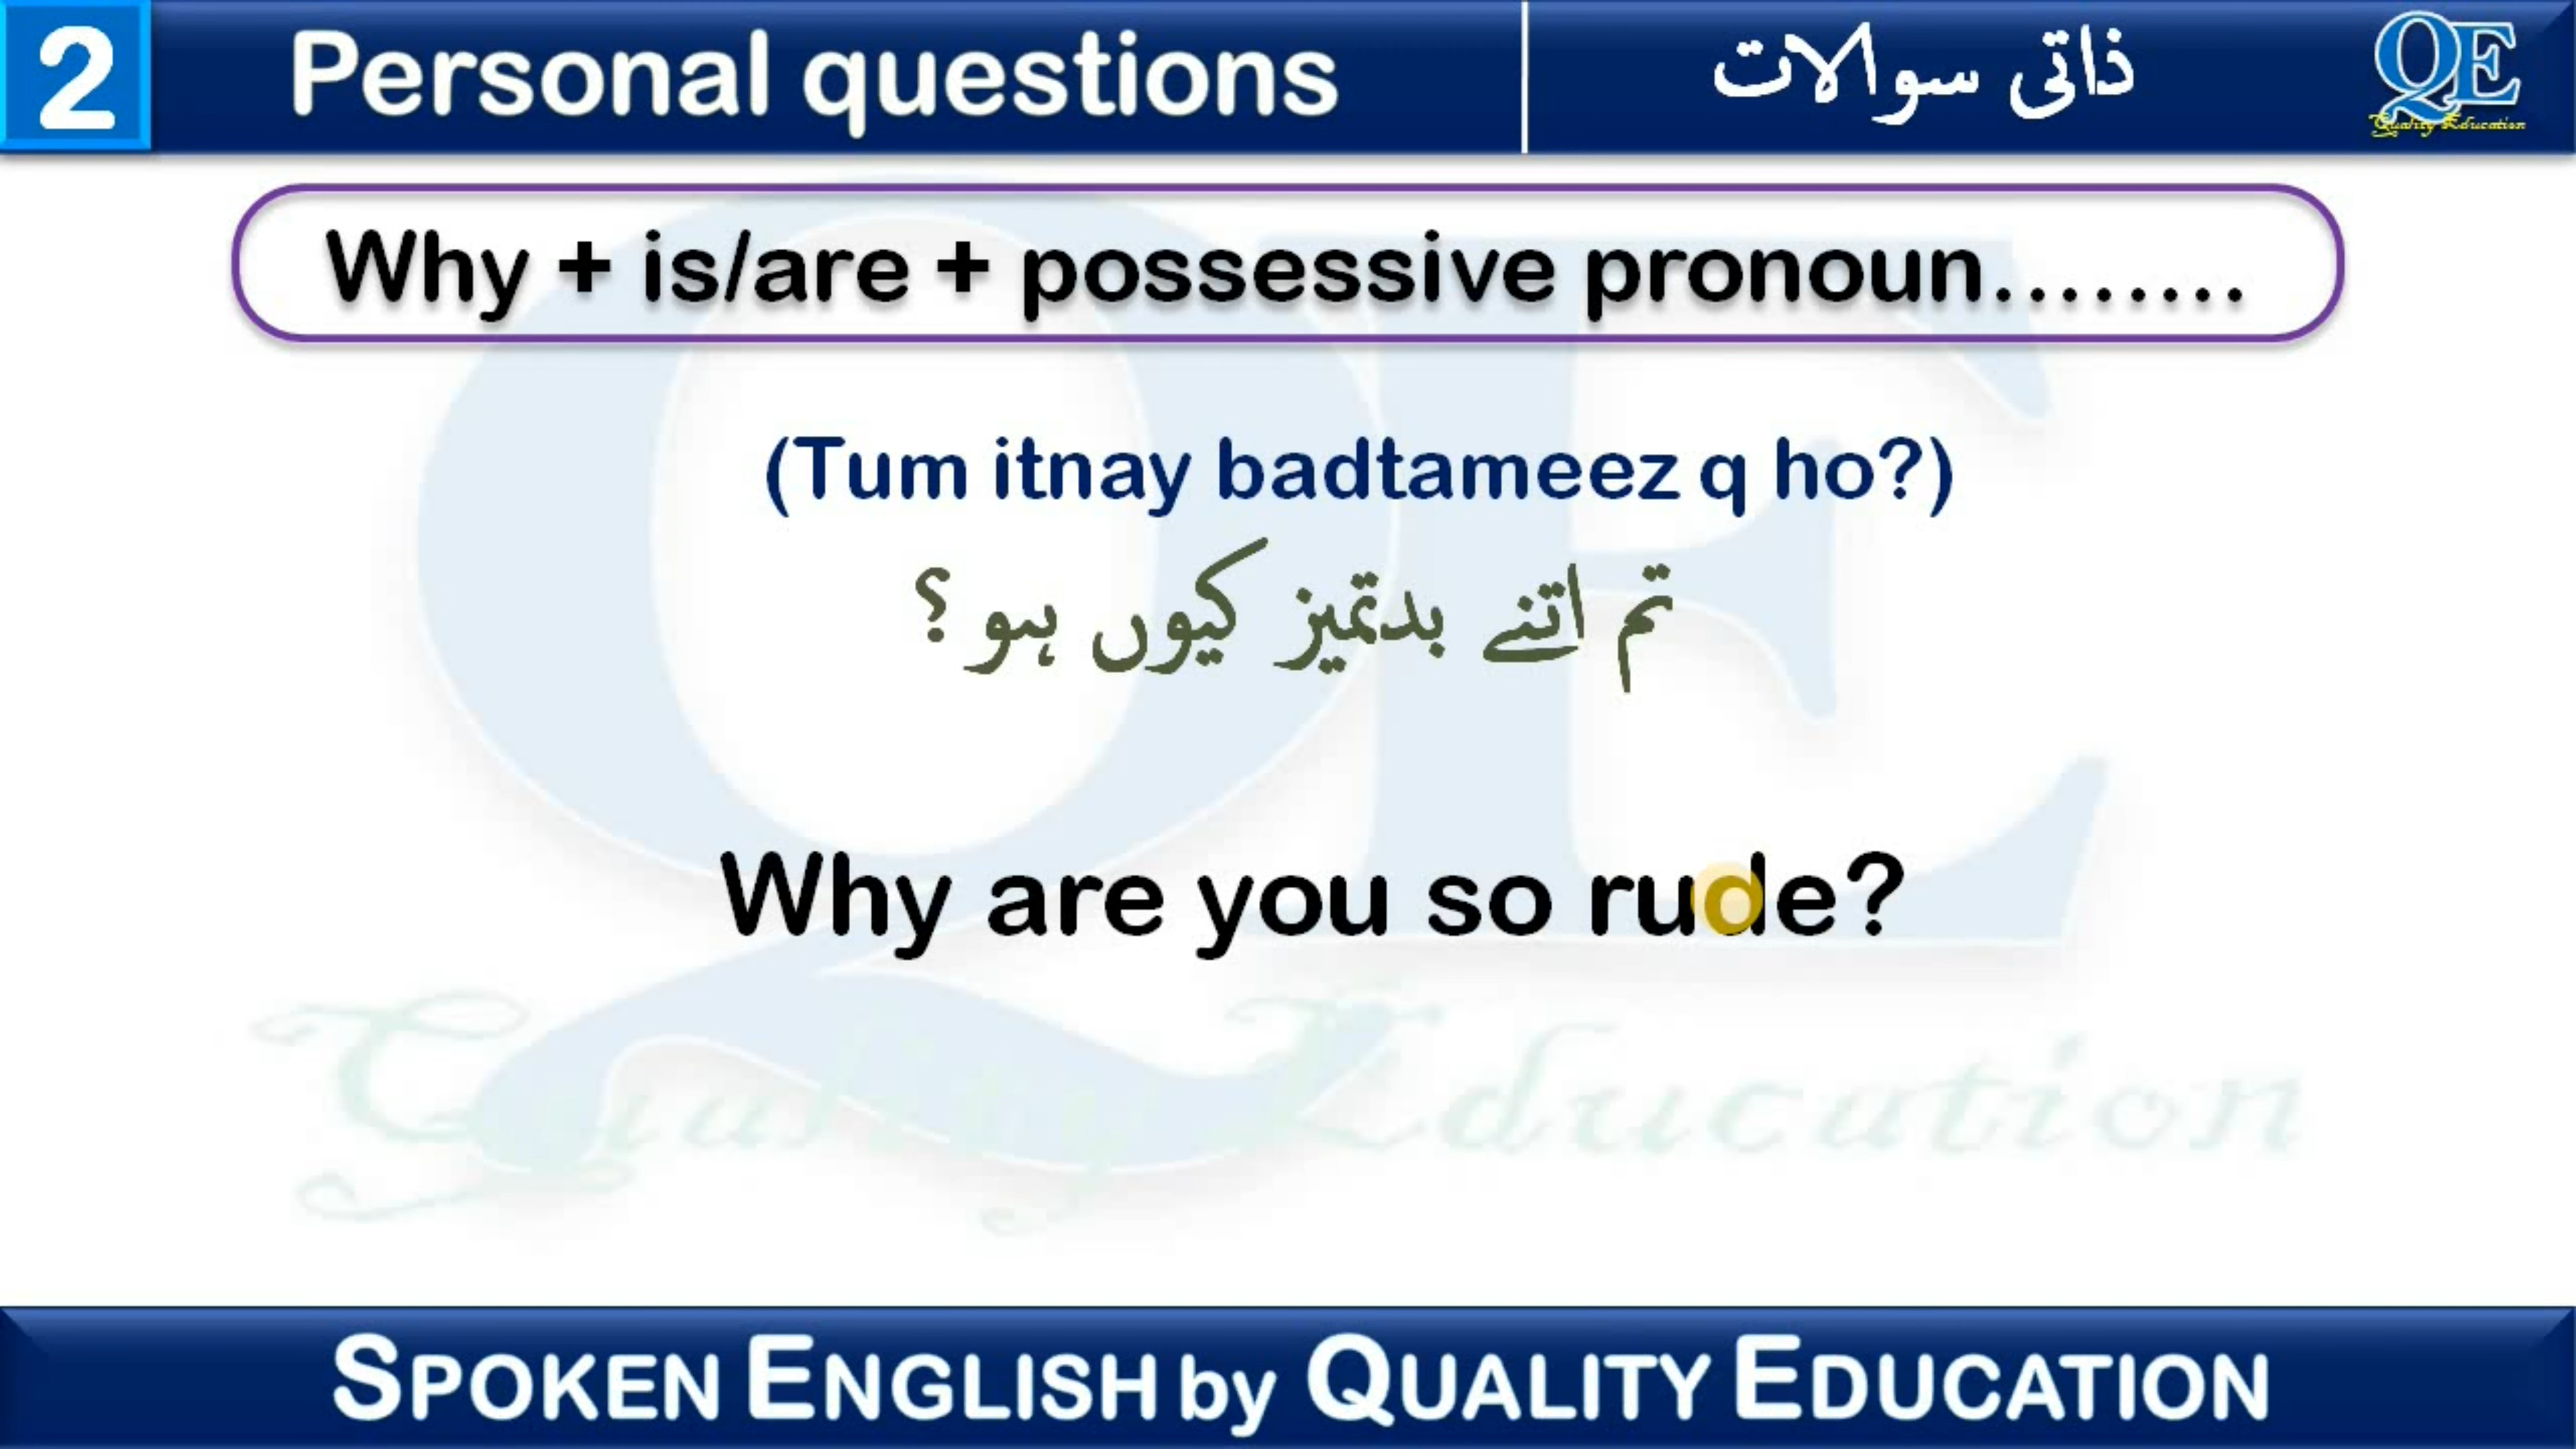 2 Personal questions ذاتی سوالات QE
Quality Education
Why + is/are + possessive pronoun........
(Tum itnay badtameez q ho?)
تم اتنے بدتمیز کیوں ہو ؟
Why are you so rude?
Quality Education
SPOKEN ENGLISH by QUALITY EDUCATION